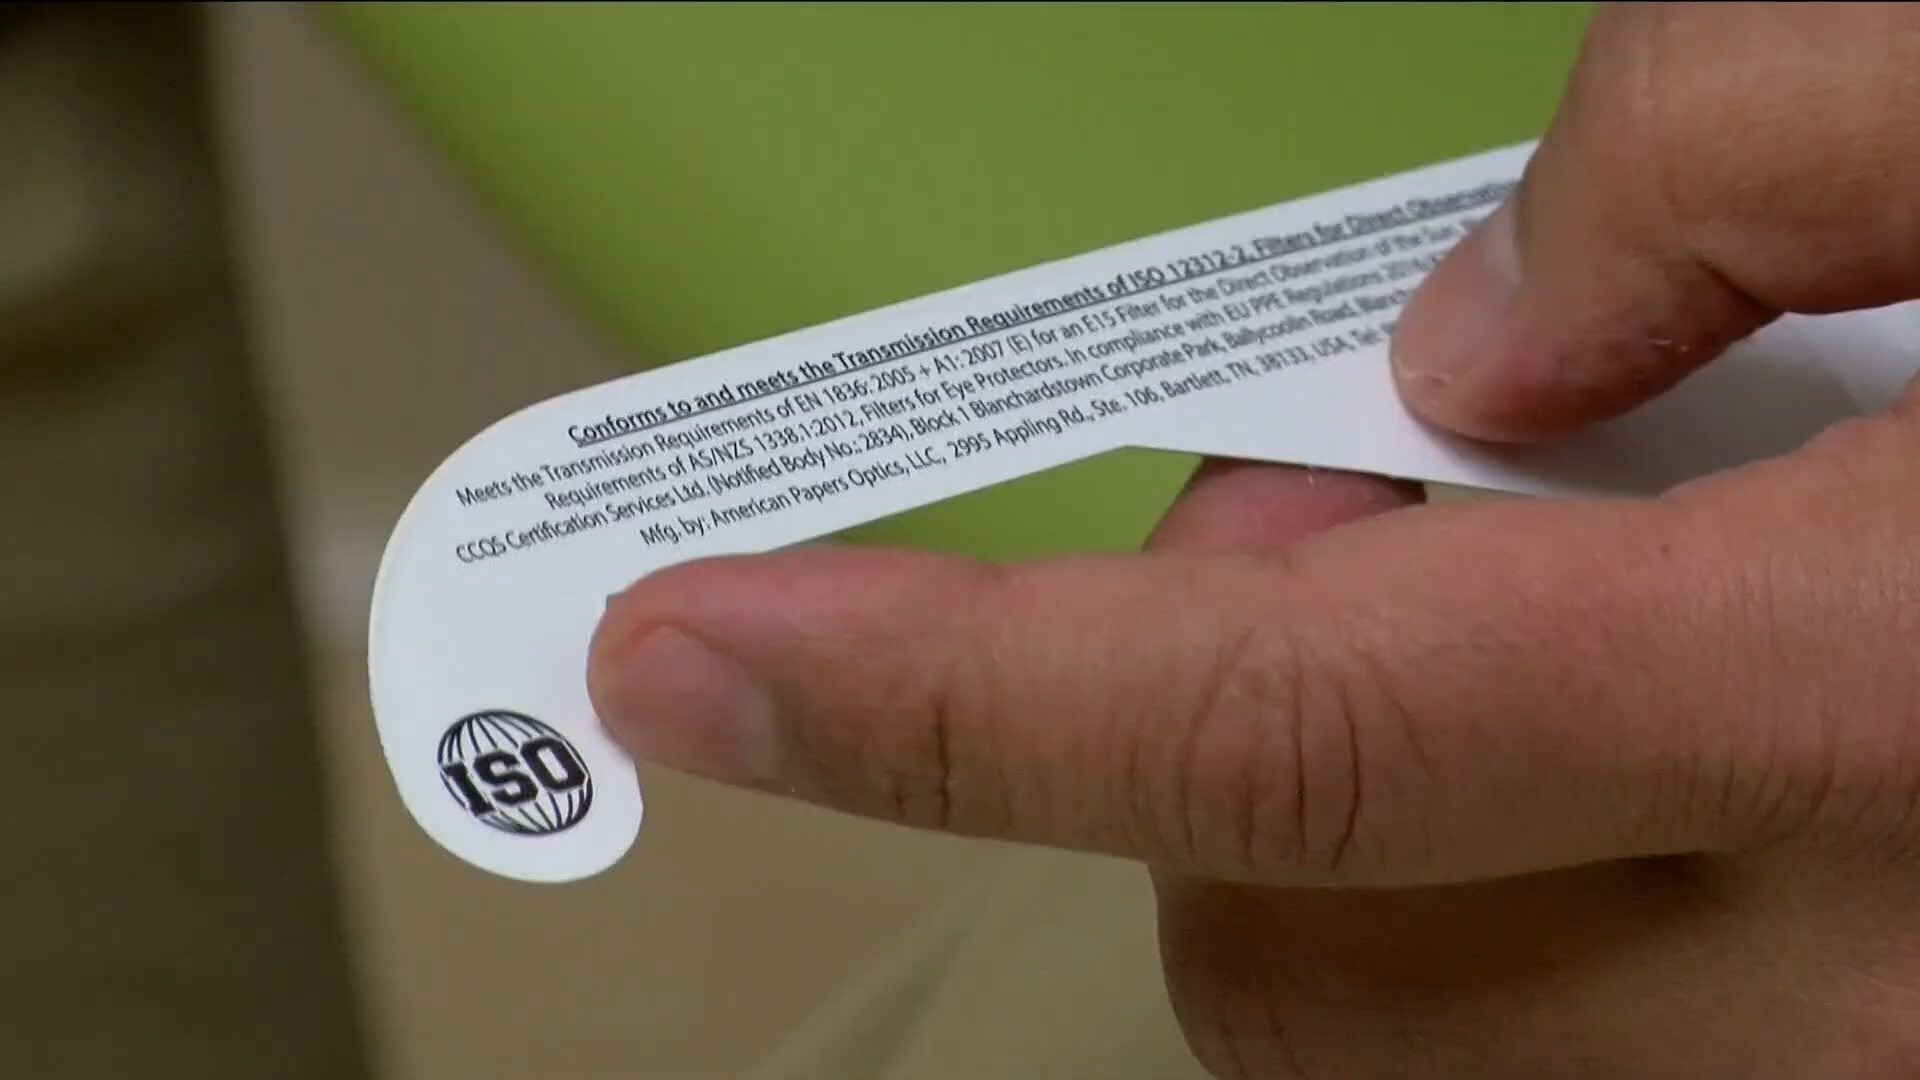 Conforms to and meets the Transmission Requirements of ISO 12312-2, Filters for Direct Observation
Meets the Transmission Requirements of EN 1836: 2005 + A1: 2007 (E) for an E15 Filter for the Direct Observation of the Sun,
Requirements of AS/NZS 1338.1:2012, Filters for Eye Protectors. In compliance with EU PPE Regulations
CCQS Certification Services Ltd. (Notified Body No.: 2834), Block 1 Blanchardstown Corporate Park, Ballycoolin Road,
Mfg. by: American Papers Optics, LLC, 2995 Appling Rd., Ste. 106, Bartlett, TN, 38133, USA, Tel:
ISO